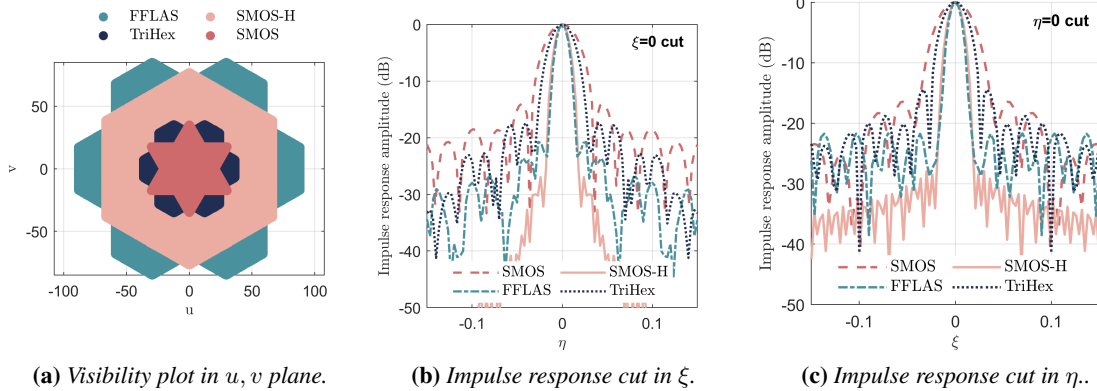 FFLAS SMOS-H
TriHex SMOS
50
0
-50
v
-100 -50 0 50 100
u
(a) Visibility plot in u, v plane.
0
-10
-20
-30
-40
-50
Impulse response amplitude (dB)
ξ=0 cut
SMOS SMOS-H
FFLAS TriHex
-0.1 0 0.1
η
(b) Impulse response cut in ξ.
0
-10
-20
-30
-40
-50
Impulse response amplitude (dB)
η=0 cut
SMOS SMOS-H
FFLAS TriHex
-0.1 0 0.1
ξ
(c) Impulse response cut in η..